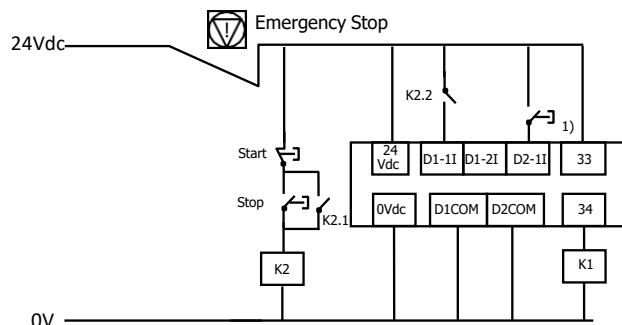 Emergency Stop
24Vdc
K2.2
1)
Start
24 Vdc
D1-1I
D1-2I
D2-1I
33
Stop
K2.1
0Vdc
D1COM
D2COM
34
K2
K1
0V